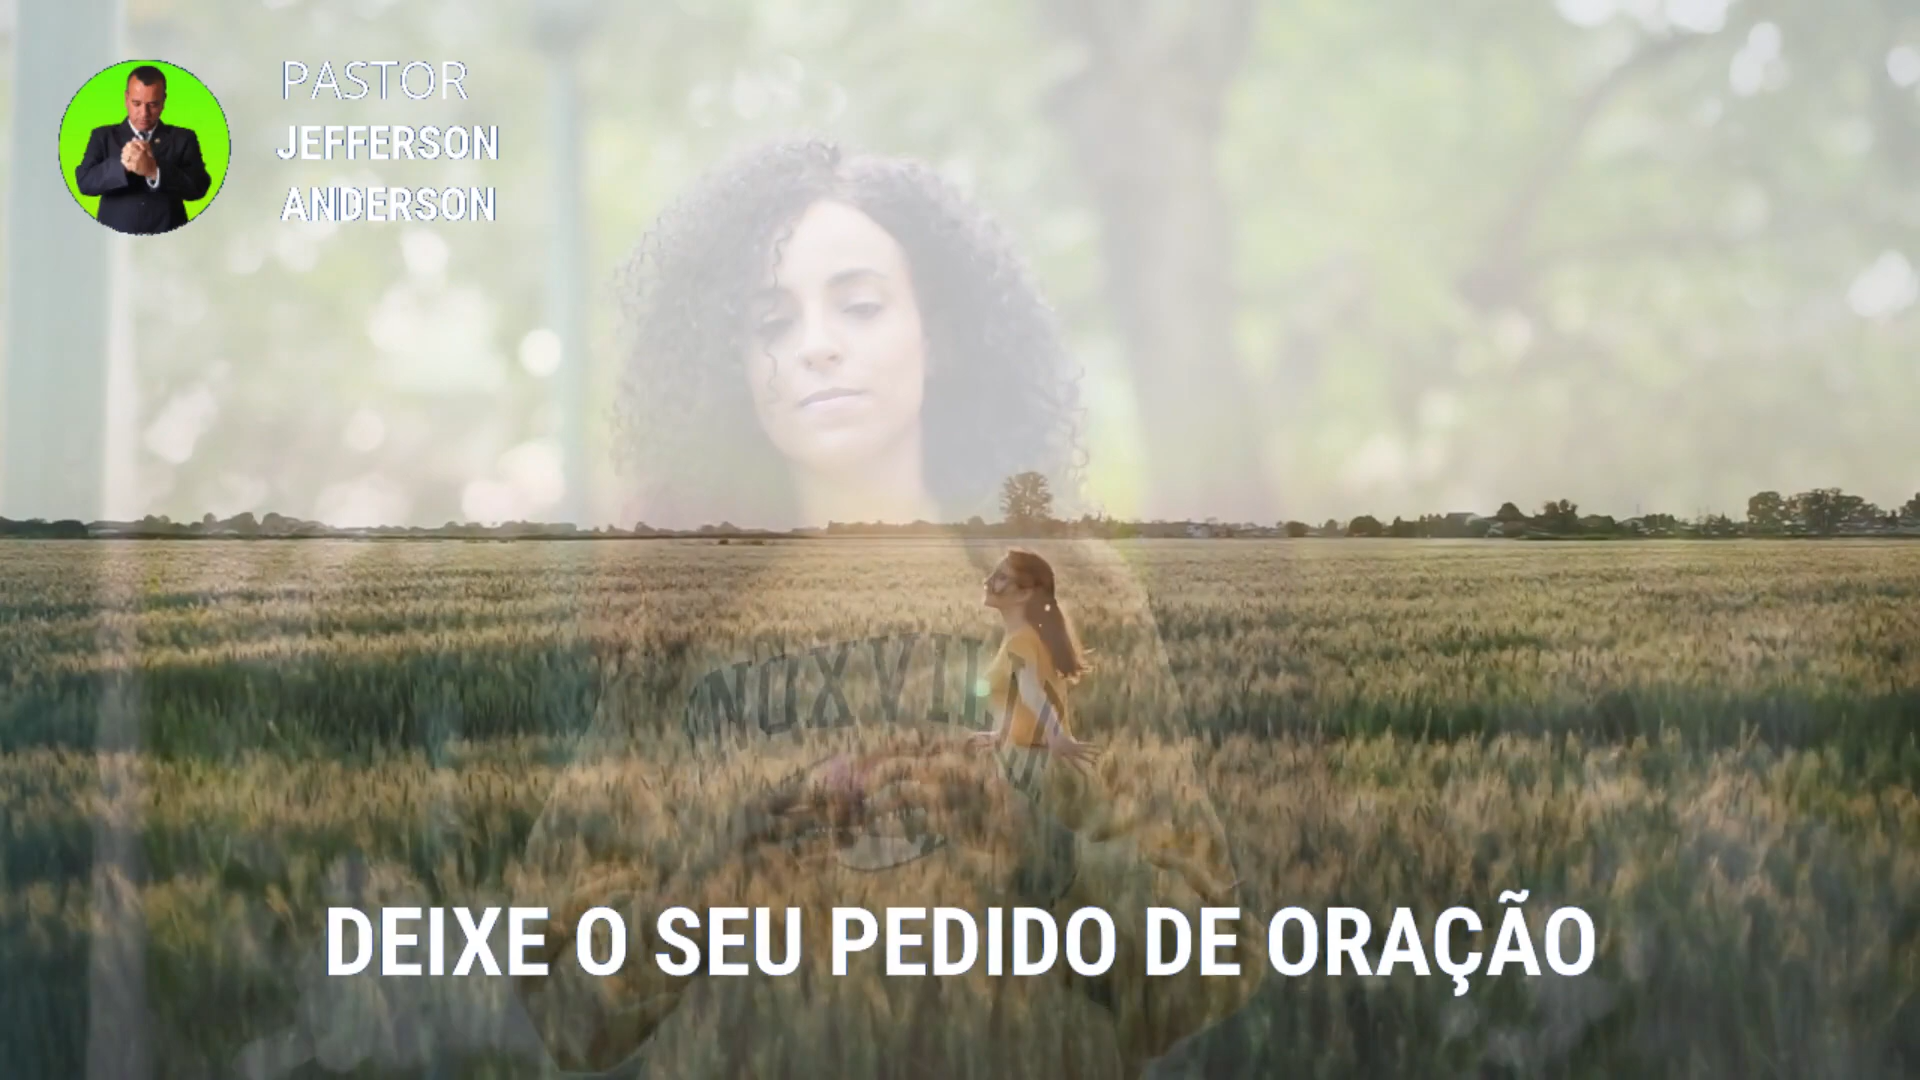 PASTOR
JEFFERSON
ANDERSON
DEIXE O SEU PEDIDO DE ORAÇÃO